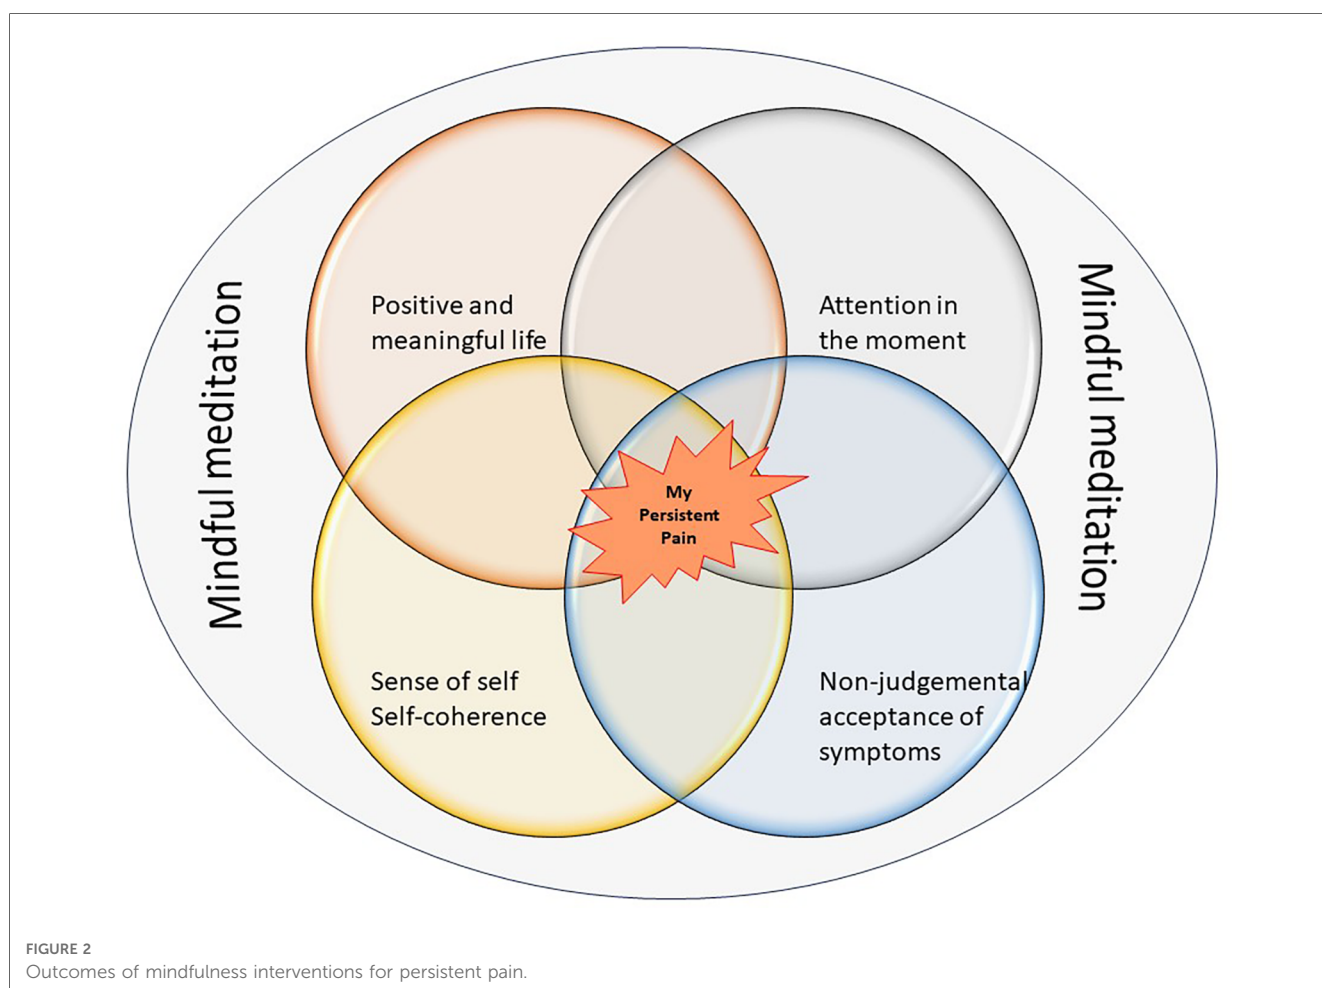 Mindful meditation
Positive and
meaningful life
Attention in
the moment
Mindful meditation
My
Persistent
Pain
Sense of self
Self-coherence
Non-judgemental
acceptance of
symptoms
FIGURE 2
Outcomes of mindfulness interventions for persistent pain.